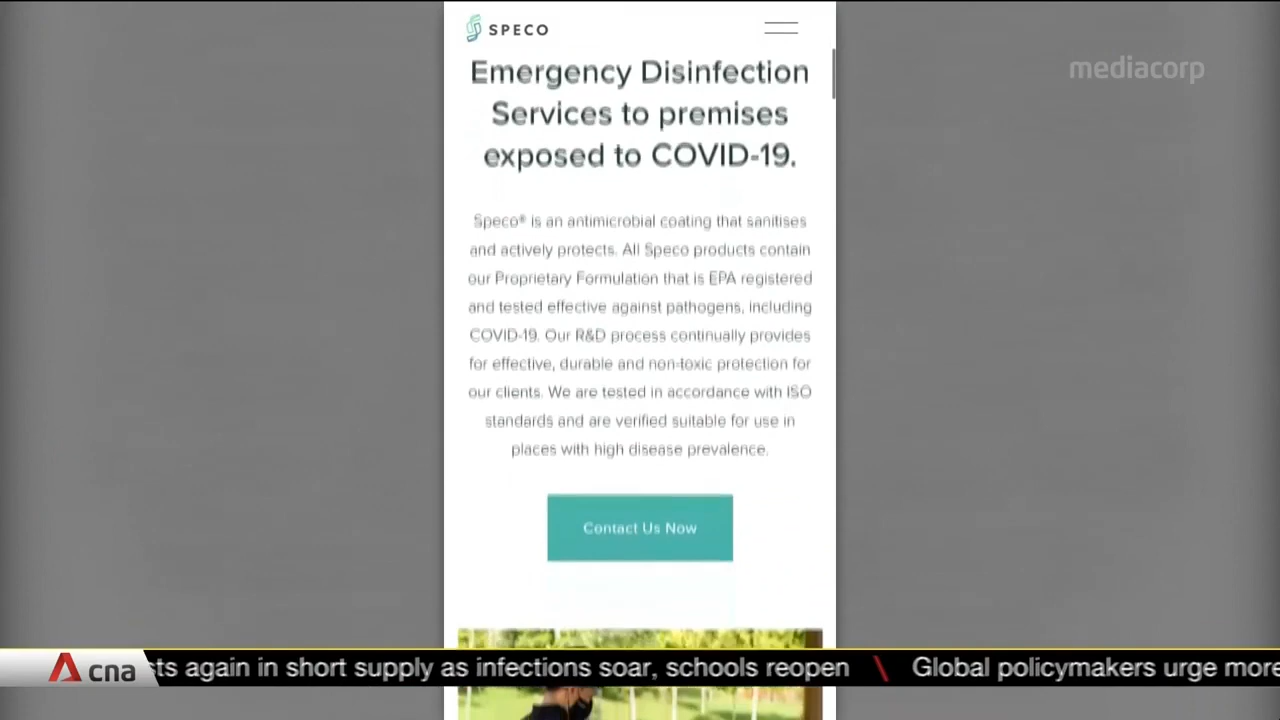 SPECO
mediacorp
Emergency Disinfection
Services to premises
exposed to COVID-19.
Speco® is an antimicrobial coating that sanitises
and actively protects. All Speco products contain
our Proprietary Formulation that is EPA registered
and tested effective against pathogens, including
COVID-19. Our R&D process continually provides
for effective, durable and non-toxic protection for
our clients. We are tested in accordance with ISO
standards and are verified suitable for use in
places with high disease prevalence.
Contact Us Now
cna
sts again in short supply as infections soar, schools reopen \ Global policymakers urge more